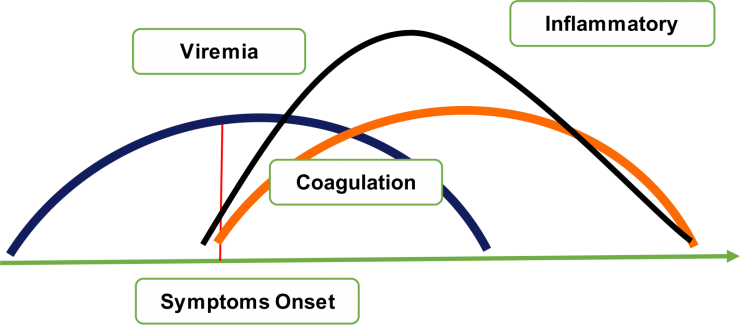 Inflammatory
Viremia
Coagulation
Symptoms Onset